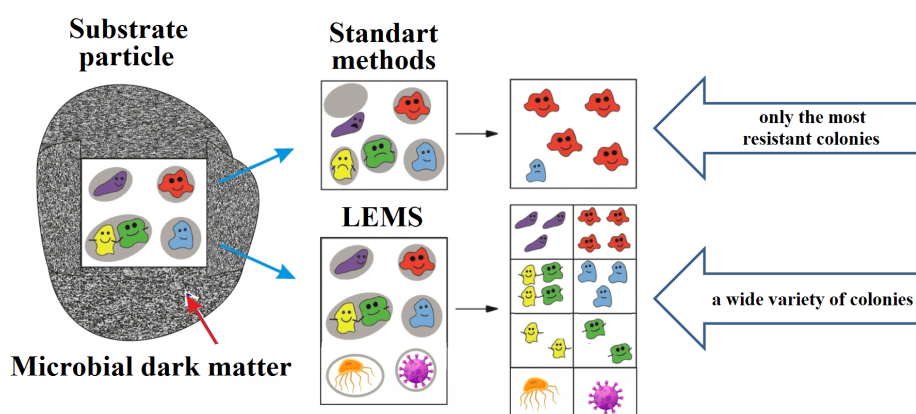 Substrate
particle
Standart
methods
only the most
resistant colonies
LEMS
a wide variety of colonies
Microbial dark matter